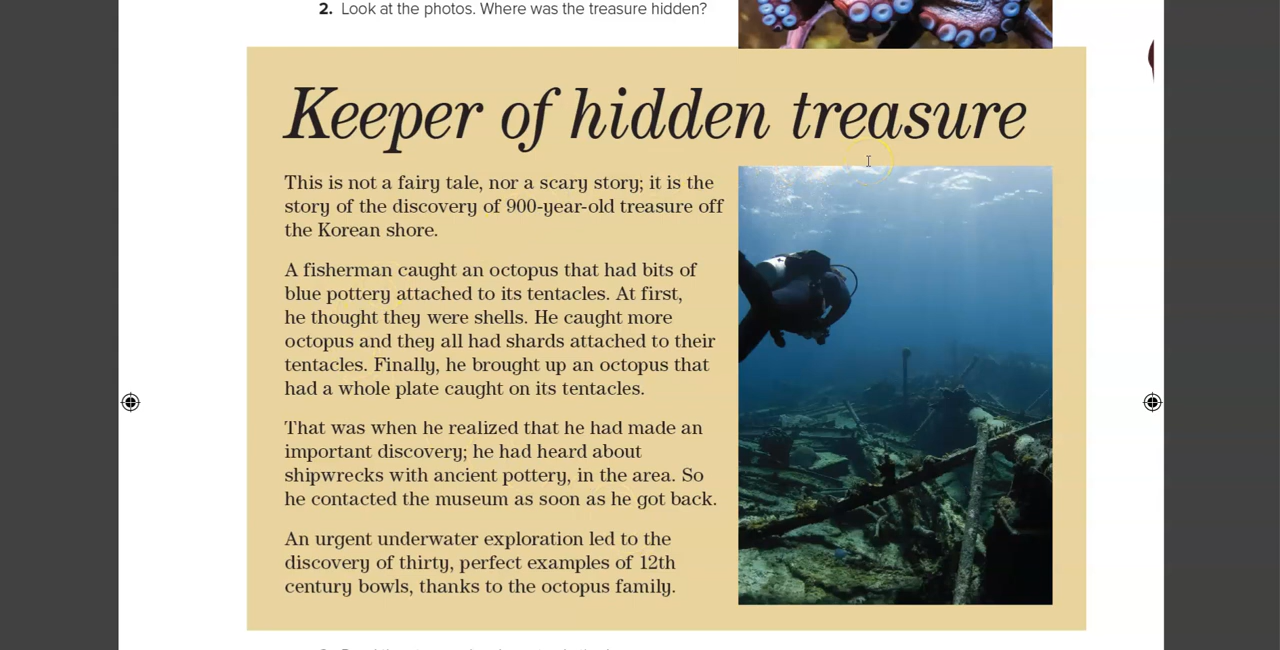 2. Look at the photos. Where was the treasure hidden?
Keeper of hidden treasure
This is not a fairy tale, nor a scary story; it is the
story of the discovery of 900-year-old treasure off
the Korean shore.
A fisherman caught an octopus that had bits of
blue pottery attached to its tentacles. At first,
he thought they were shells. He caught more
octopus and they all had shards attached to their
tentacles. Finally, he brought up an octopus that
had a whole plate caught on its tentacles.
That was when he realized that he had made an
important discovery; he had heard about
shipwrecks with ancient pottery, in the area. So
he contacted the museum as soon as he got back.
An urgent underwater exploration led to the
discovery of thirty, perfect examples of 12th
century bowls, thanks to the octopus family.